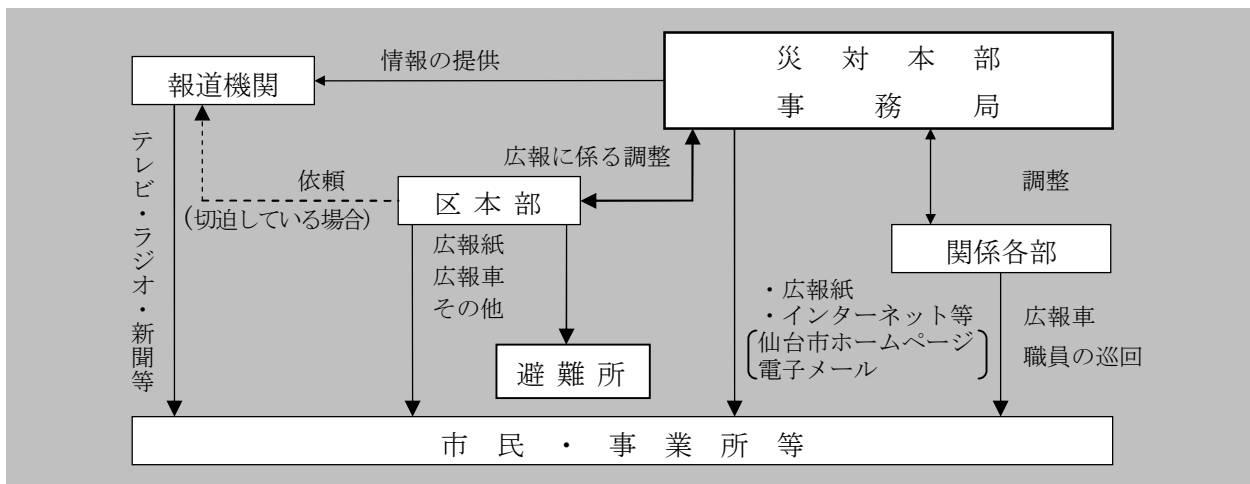 災対本部
事務局
情報の提供
報道機関
広報に係る調整
依頼
(切迫している場合)
区本部
調整
関係各部
テレビ・ラジオ・新聞等
広報紙
広報車
その他
避難所
・広報紙
・インターネット等
仙台市ホームページ
電子メール
広報車
職員の巡回
市民・事業所等